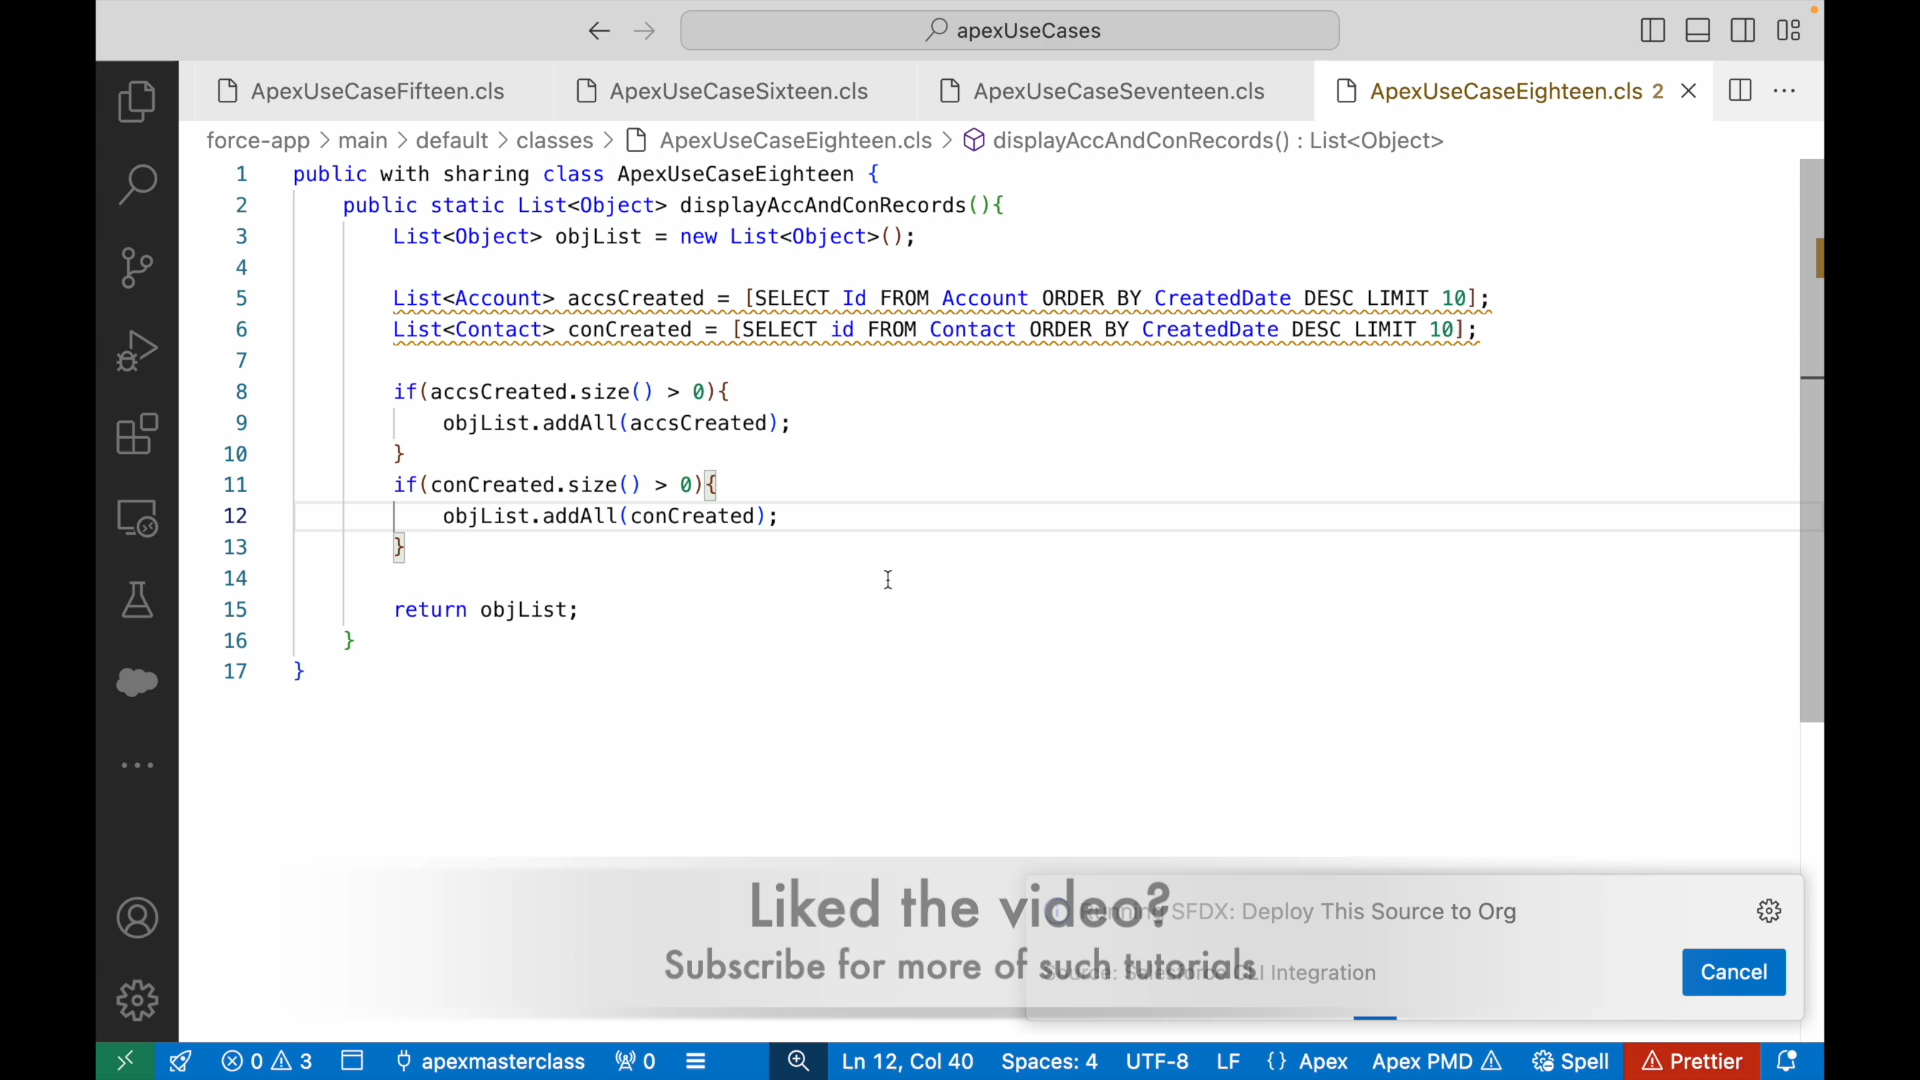 apexUseCases
ApexUseCaseFifteen.cls
ApexUseCaseSixteen.cls
ApexUseCaseSeventeen.cls
ApexUseCaseEighteen.cls 2
force-app > main > default > classes > ApexUseCaseEighteen.cls > displayAccAndConRecords() : List<Object>
1 public with sharing class ApexUseCaseEighteen {
2 public static List<Object> displayAccAndConRecords(){
3 List<Object> objList = new List<Object>();
4
5 List<Account> accsCreated = [SELECT Id FROM Account ORDER BY CreatedDate DESC LIMIT 10];
6 List<Contact> conCreated = [SELECT id FROM Contact ORDER BY CreatedDate DESC LIMIT 10];
7
8 if(accsCreated.size() > 0){
9 objList.addAll(accsCreated);
10 }
11 if(conCreated.size() > 0){
12 objList.addAll(conCreated);
13 }
14
15 return objList;
16 }
17 }
Liked the video?
Subscribe for more of such tutorials
Running SFDX: Deploy This Source to Org
Source: Salesforce CLI Integration
Cancel
0 3 apexmasterclass 0 Ln 12, Col 40 Spaces: 4 UTF-8 LF {} Apex Apex PMD Spell Prettier